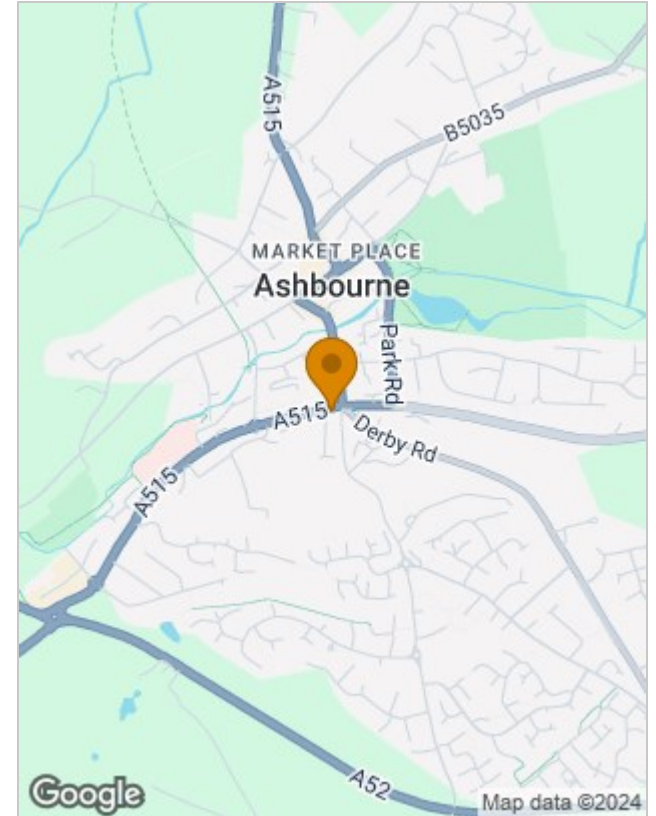 A515
B5035
MARKET PLACE
Ashbourne
Park Rd
A515
Derby Rd
A515
A52
Google
Map data ©2024